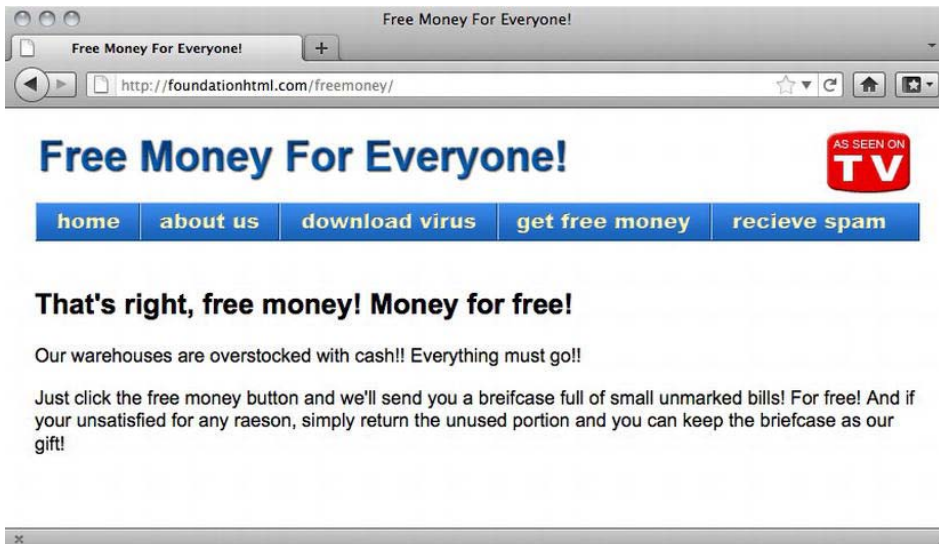 Free Money For Everyone!
Free Money For Everyone!
+
http://foundationhtml.com/freemoney/
Free Money For Everyone!
AS SEEN ON
TV
home about us download virus get free money recieve spam
That's right, free money! Money for free!
Our warehouses are overstocked with cash!! Everything must go!!
Just click the free money button and we'll send you a breifcase full of small unmarked bills! For free! And if
your unsatisfied for any raeson, simply return the unused portion and you can keep the briefcase as our
gift!